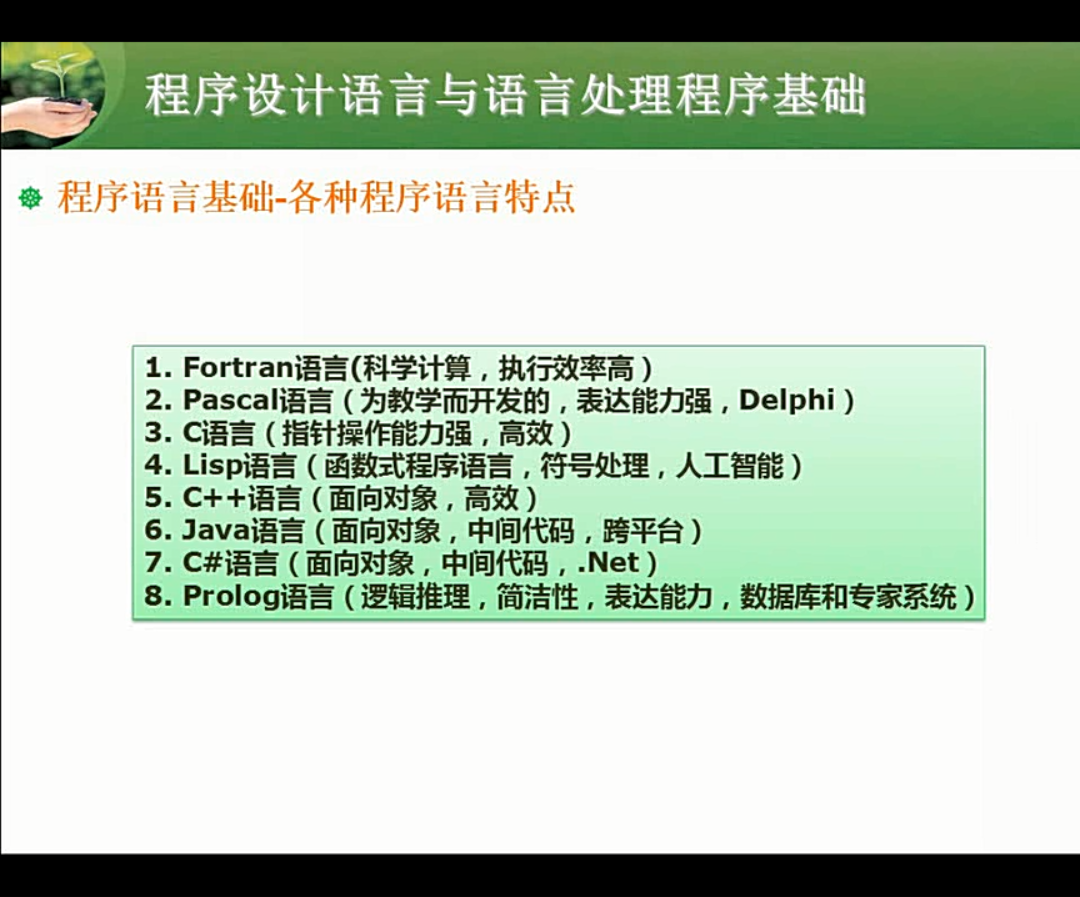 程序设计语言与语言处理程序基础
程序语言基础-各种程序语言特点
1. Fortran语言(科学计算，执行效率高）
2. Pascal语言（为教学而开发的，表达能力强，Delphi）
3. C语言（指针操作能力强，高效）
4. Lisp语言（函数式程序语言，符号处理，人工智能）
5. C++语言（面向对象，高效）
6. Java语言（面向对象，中间代码，跨平台）
7. C#语言（面向对象，中间代码，.Net）
8. Prolog语言（逻辑推理，简洁性，表达能力，数据库和专家系统）